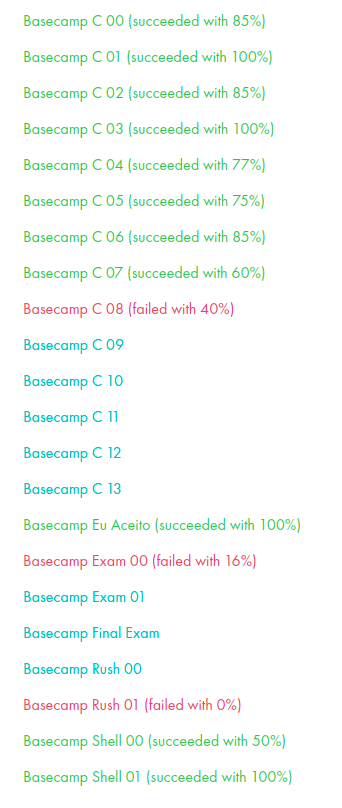 Basecamp C 00 (succeeded with 85%)
Basecamp C 01 (succeeded with 100%)
Basecamp C 02 (succeeded with 85%)
Basecamp C 03 (succeeded with 100%)
Basecamp C 04 (succeeded with 77%)
Basecamp C 05 (succeeded with 75%)
Basecamp C 06 (succeeded with 85%)
Basecamp C 07 (succeeded with 60%)
Basecamp C 08 (failed with 40%)
Basecamp C 09
Basecamp C 10
Basecamp C 11
Basecamp C 12
Basecamp C 13
Basecamp Eu Aceito (succeeded with 100%)
Basecamp Exam 00 (failed with 16%)
Basecamp Exam 01
Basecamp Final Exam
Basecamp Rush 00
Basecamp Rush 01 (failed with 0%)
Basecamp Shell 00 (succeeded with 50%)
Basecamp Shell 01 (succeeded with 100%)